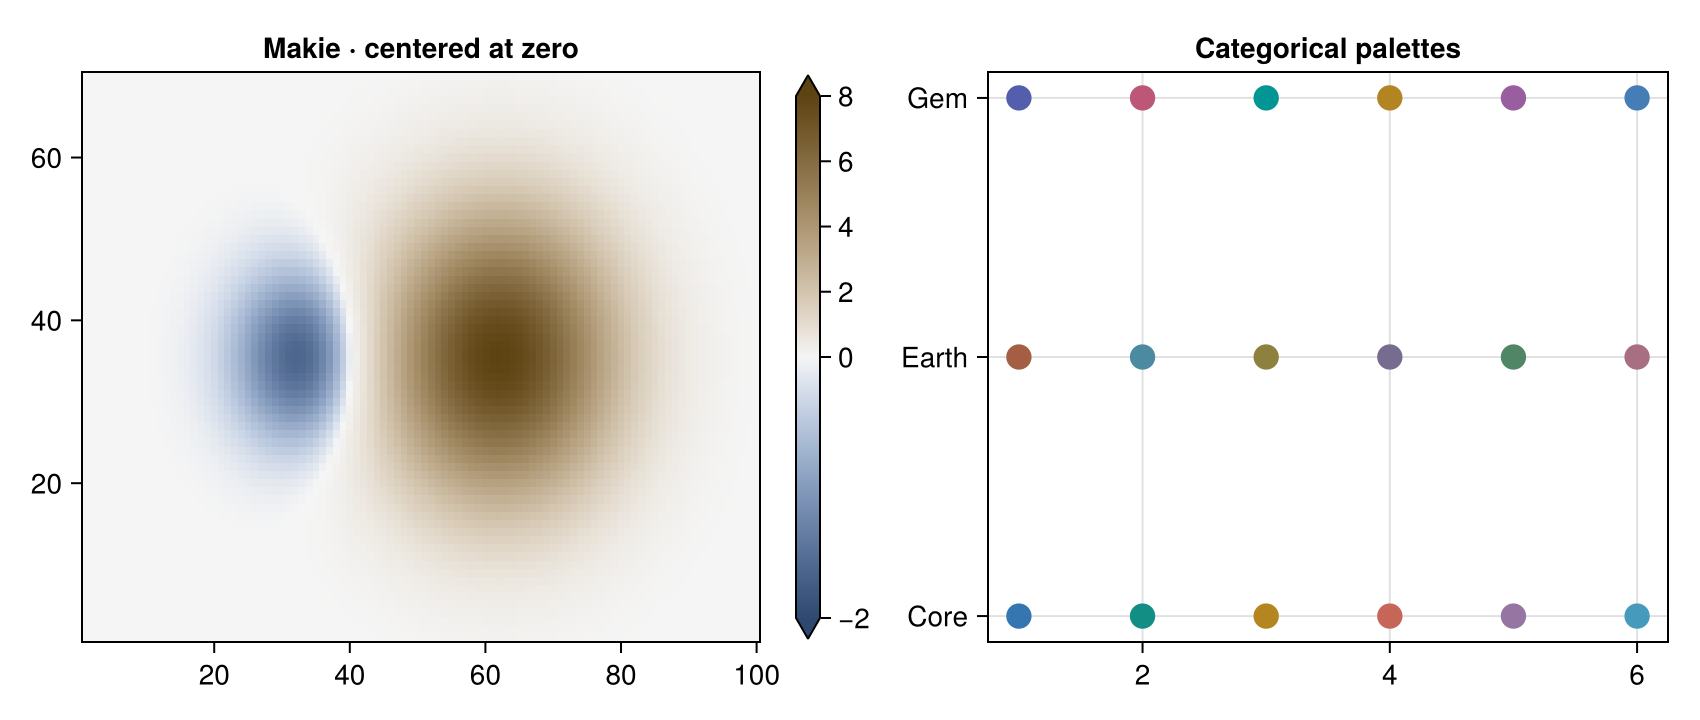 Makie · centered at zero
60
40
20
20 40 60 80 100
8
6
4
2
0
−2
Categorical palettes
Gem
Earth
Core
2 4 6